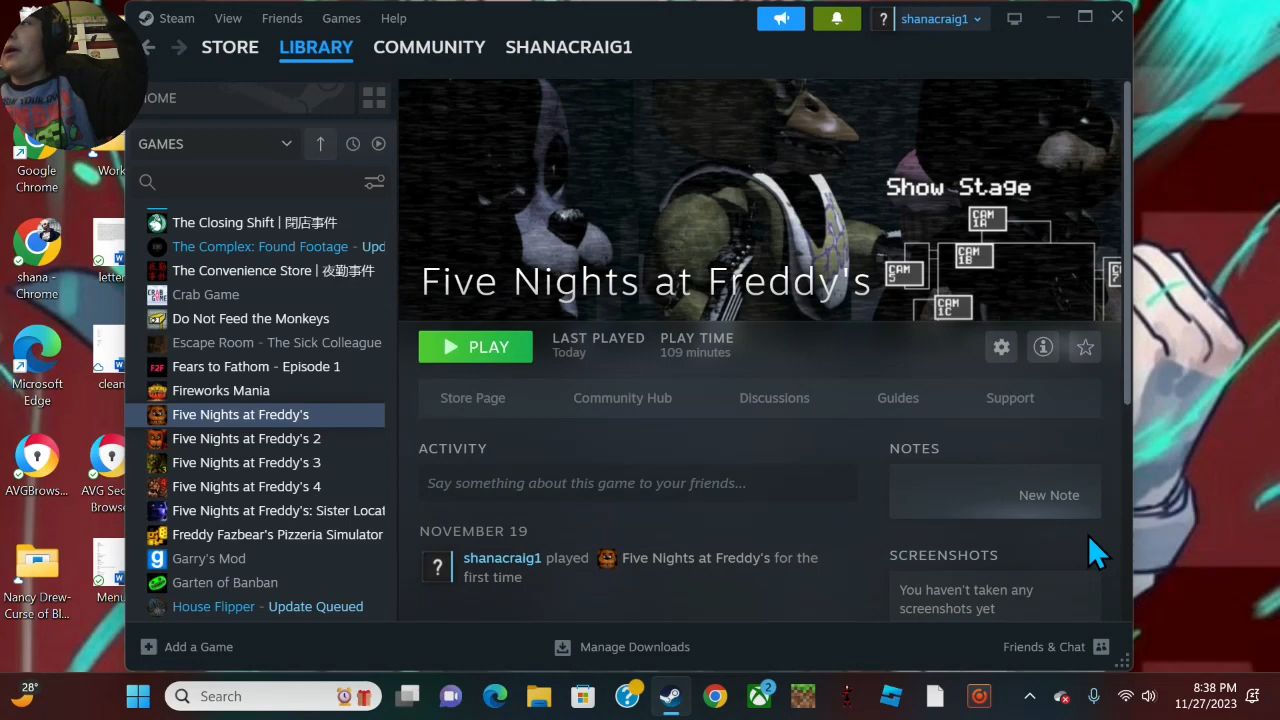 Steam View Friends Games Help
shanacraig1
STORE LIBRARY COMMUNITY SHANACRAIG1
OME
GAMES
The Closing Shift | 閉店事件
The Complex: Found Footage - Upd
The Convenience Store | 夜勤事件
Crab Game
Do Not Feed the Monkeys
Escape Room - The Sick Colleague
Fears to Fathom - Episode 1
Fireworks Mania
Five Nights at Freddy's
Five Nights at Freddy's 2
Five Nights at Freddy's 3
Five Nights at Freddy's 4
Five Nights at Freddy's: Sister Locat
Freddy Fazbear's Pizzeria Simulator
Garry's Mod
Garten of Banban
House Flipper - Update Queued
Add a Game
Show Stage
CAM 1A
CAM 1B
CAM 5
CAM 1C
Five Nights at Freddy's
PLAY
LAST PLAYED
Today
PLAY TIME
109 minutes
Store Page Community Hub Discussions Guides Support
ACTIVITY
Say something about this game to your friends...
NOVEMBER 19
shanacraig1 played Five Nights at Freddy's for the
first time
NOTES
New Note
SCREENSHOTS
You haven't taken any
screenshots yet
Manage Downloads
Friends & Chat
Google
Chrome
Work
shana -
Chrome
letter
Microsoft
Edge
clean
AVGBrows...
AVG Sec
Browse
Nancy Drew-
Curse of Bl...
Menu
28°
Search
2
8:38 PM
11/27/2023